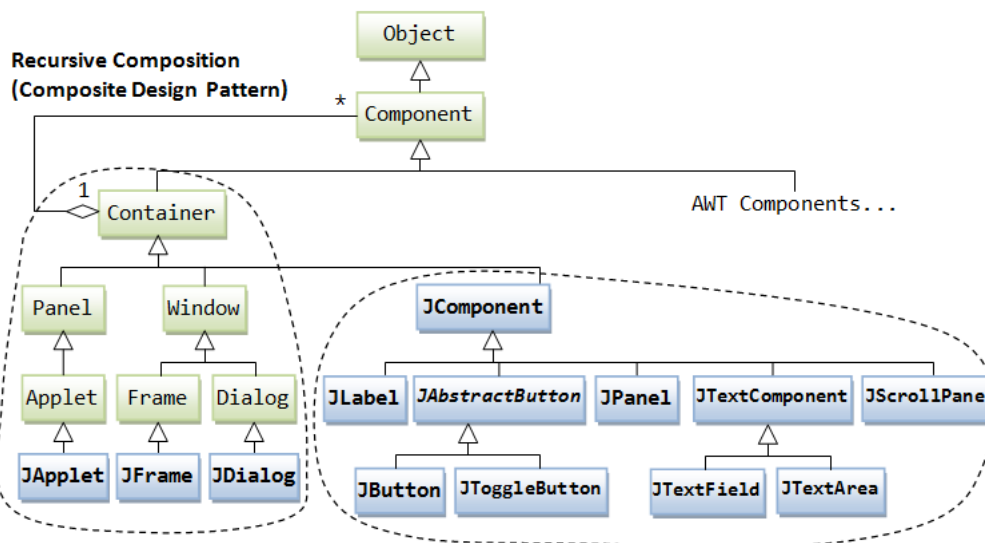 Object
Recursive Composition
(Composite Design Pattern)
*
Component
1
Container
AWT Components...
Panel
Window
JComponent
Applet
Frame
Dialog
JLabel
JAbstractButton
JPanel
JTextComponent
JScrollPane
JApplet
JFrame
JDialog
JButton
JToggleButton
JTextField
JTextArea